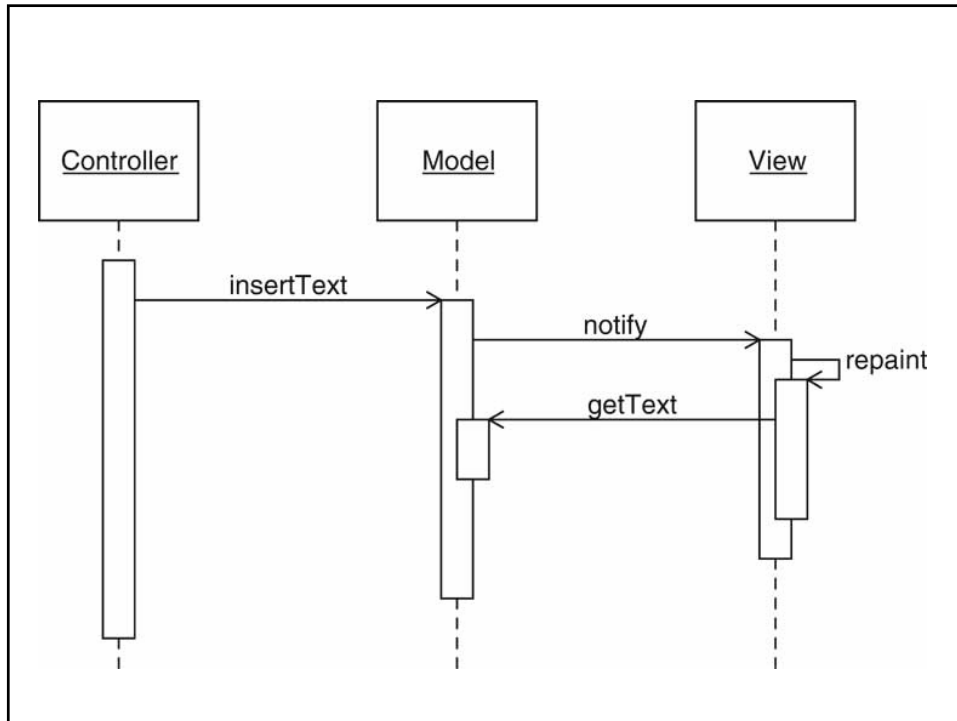 Controller
Model
View
insertText
notify
repaint
getText